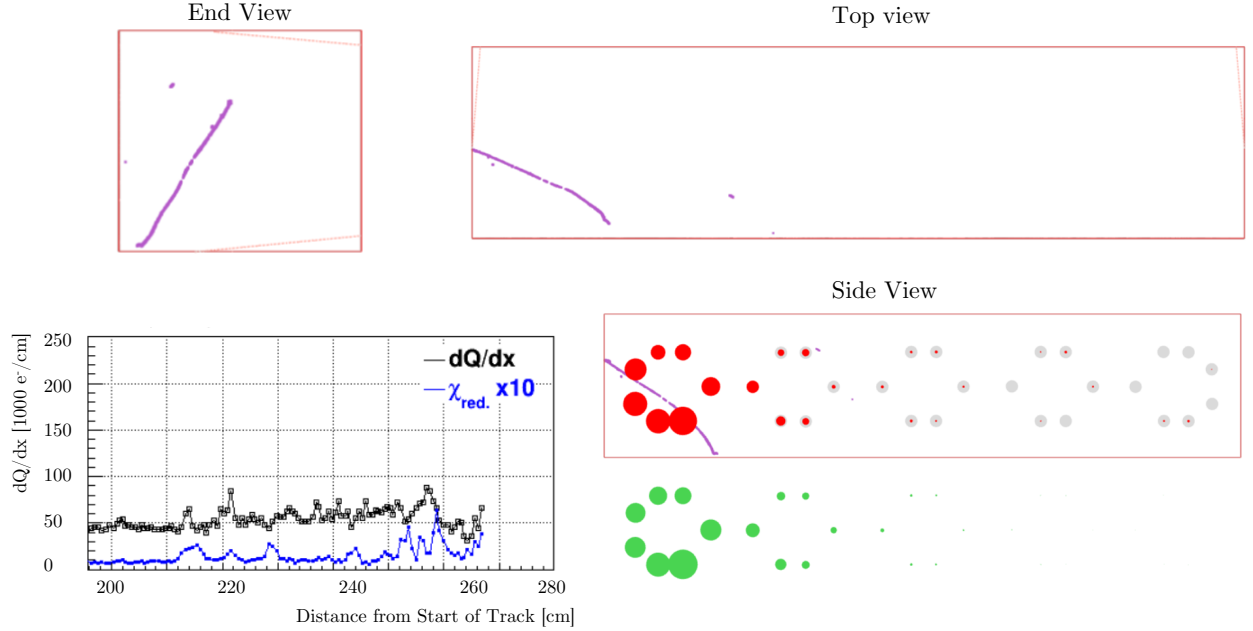 End View
Top view
Side View
dQ/dx [1000 e-/cm]
250
200
150
100
50
0
dQ/dx
χred. x10
200
220
240
260
280
Distance from Start of Track [cm]